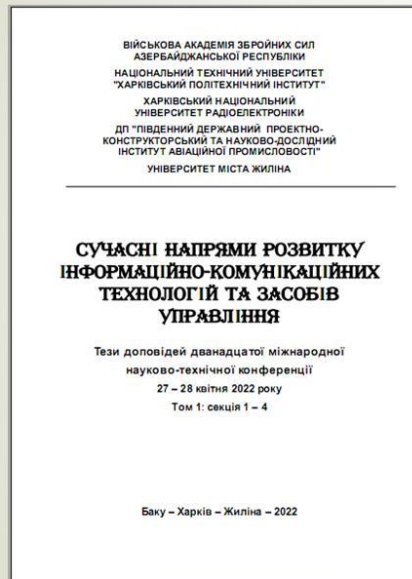 ВІЙСЬКОВА АКАДЕМІЯ ЗБРОЙНИХ СИЛ
АЗЕРБАЙДЖАНСЬКОЇ РЕСПУБЛІКИ
НАЦІОНАЛЬНИЙ ТЕХНІЧНИЙ УНІВЕРСИТЕТ
"ХАРКІВСЬКИЙ ПОЛІТЕХНІЧНИЙ ІНСТИТУТ"
ХАРКІВСЬКИЙ НАЦІОНАЛЬНИЙ
УНІВЕРСИТЕТ РАДІОЕЛЕКТРОНІКИ
ДП "ПІВДЕННИЙ ДЕРЖАВНИЙ ПРОЕКТНО-
КОНСТРУКТОРСЬКИЙ ТА НАУКОВО-ДОСЛІДНИЙ
ІНСТИТУТ АВІАЦІЙНОЇ ПРОМИСЛОВОСТІ"
УНІВЕРСИТЕТ МІСТА ЖИЛІНА
СУЧАСНІ НАПРЯМИ РОЗВИТКУ
ІНФОРМАЦІЙНО-КОМУНІКАЦІЙНИХ
ТЕХНОЛОГІЙ ТА ЗАСОБІВ
УПРАВЛІННЯ
Тези доповідей дванадцатої міжнародної
науково-технічної конференції
27 – 28 квітня 2022 року
Том 1: секція 1 – 4
Баку – Харків – Жиліна – 2022